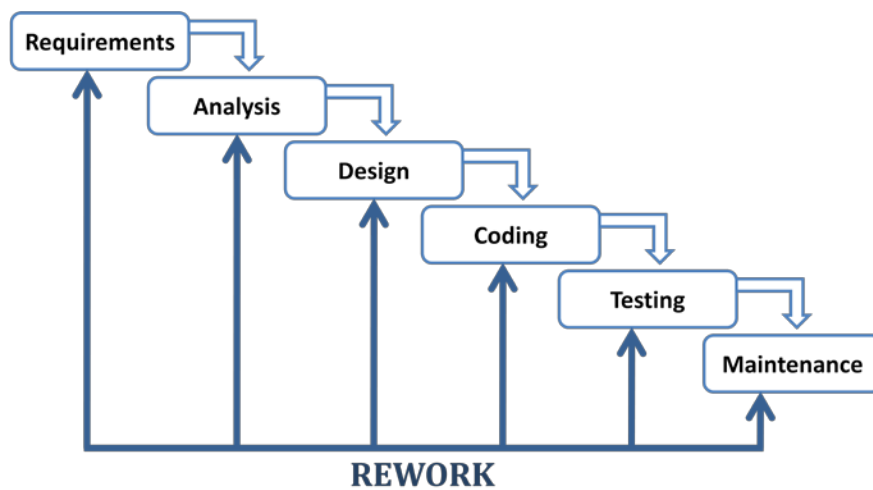 Requirements
Analysis
Design
Coding
Testing
Maintenance
REWORK